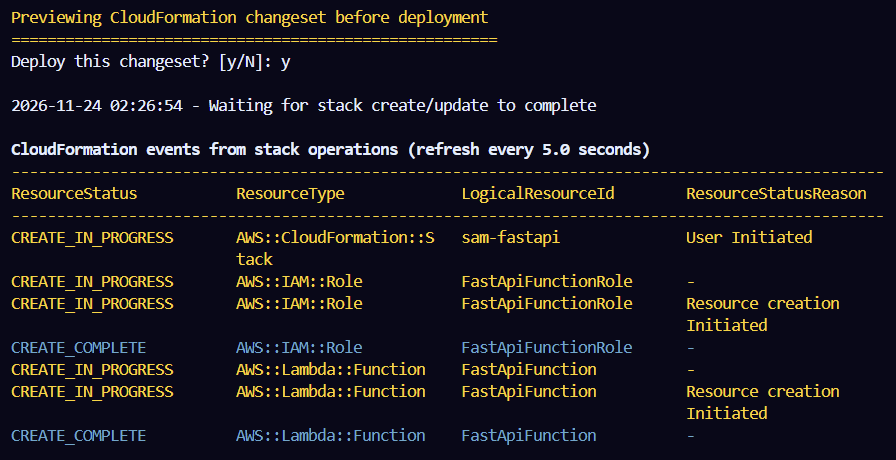 Previewing CloudFormation changeset before deployment
======================================================
Deploy this changeset? [y/N]: y
2026-11-24 02:26:54 - Waiting for stack create/update to complete
CloudFormation events from stack operations (refresh every 5.0 seconds)
-------------------------------------------------------------------------------------------------
ResourceStatus ResourceType LogicalResourceId ResourceStatusReason
-------------------------------------------------------------------------------------------------
CREATE_IN_PROGRESS AWS::CloudFormation::S sam-fastapi User Initiated
tack
CREATE_IN_PROGRESS AWS::IAM::Role FastApiFunctionRole -
CREATE_IN_PROGRESS AWS::IAM::Role FastApiFunctionRole Resource creation
Initiated
CREATE_COMPLETE AWS::IAM::Role FastApiFunctionRole -
CREATE_IN_PROGRESS AWS::Lambda::Function FastApiFunction -
CREATE_IN_PROGRESS AWS::Lambda::Function FastApiFunction Resource creation
Initiated
CREATE_COMPLETE AWS::Lambda::Function FastApiFunction -